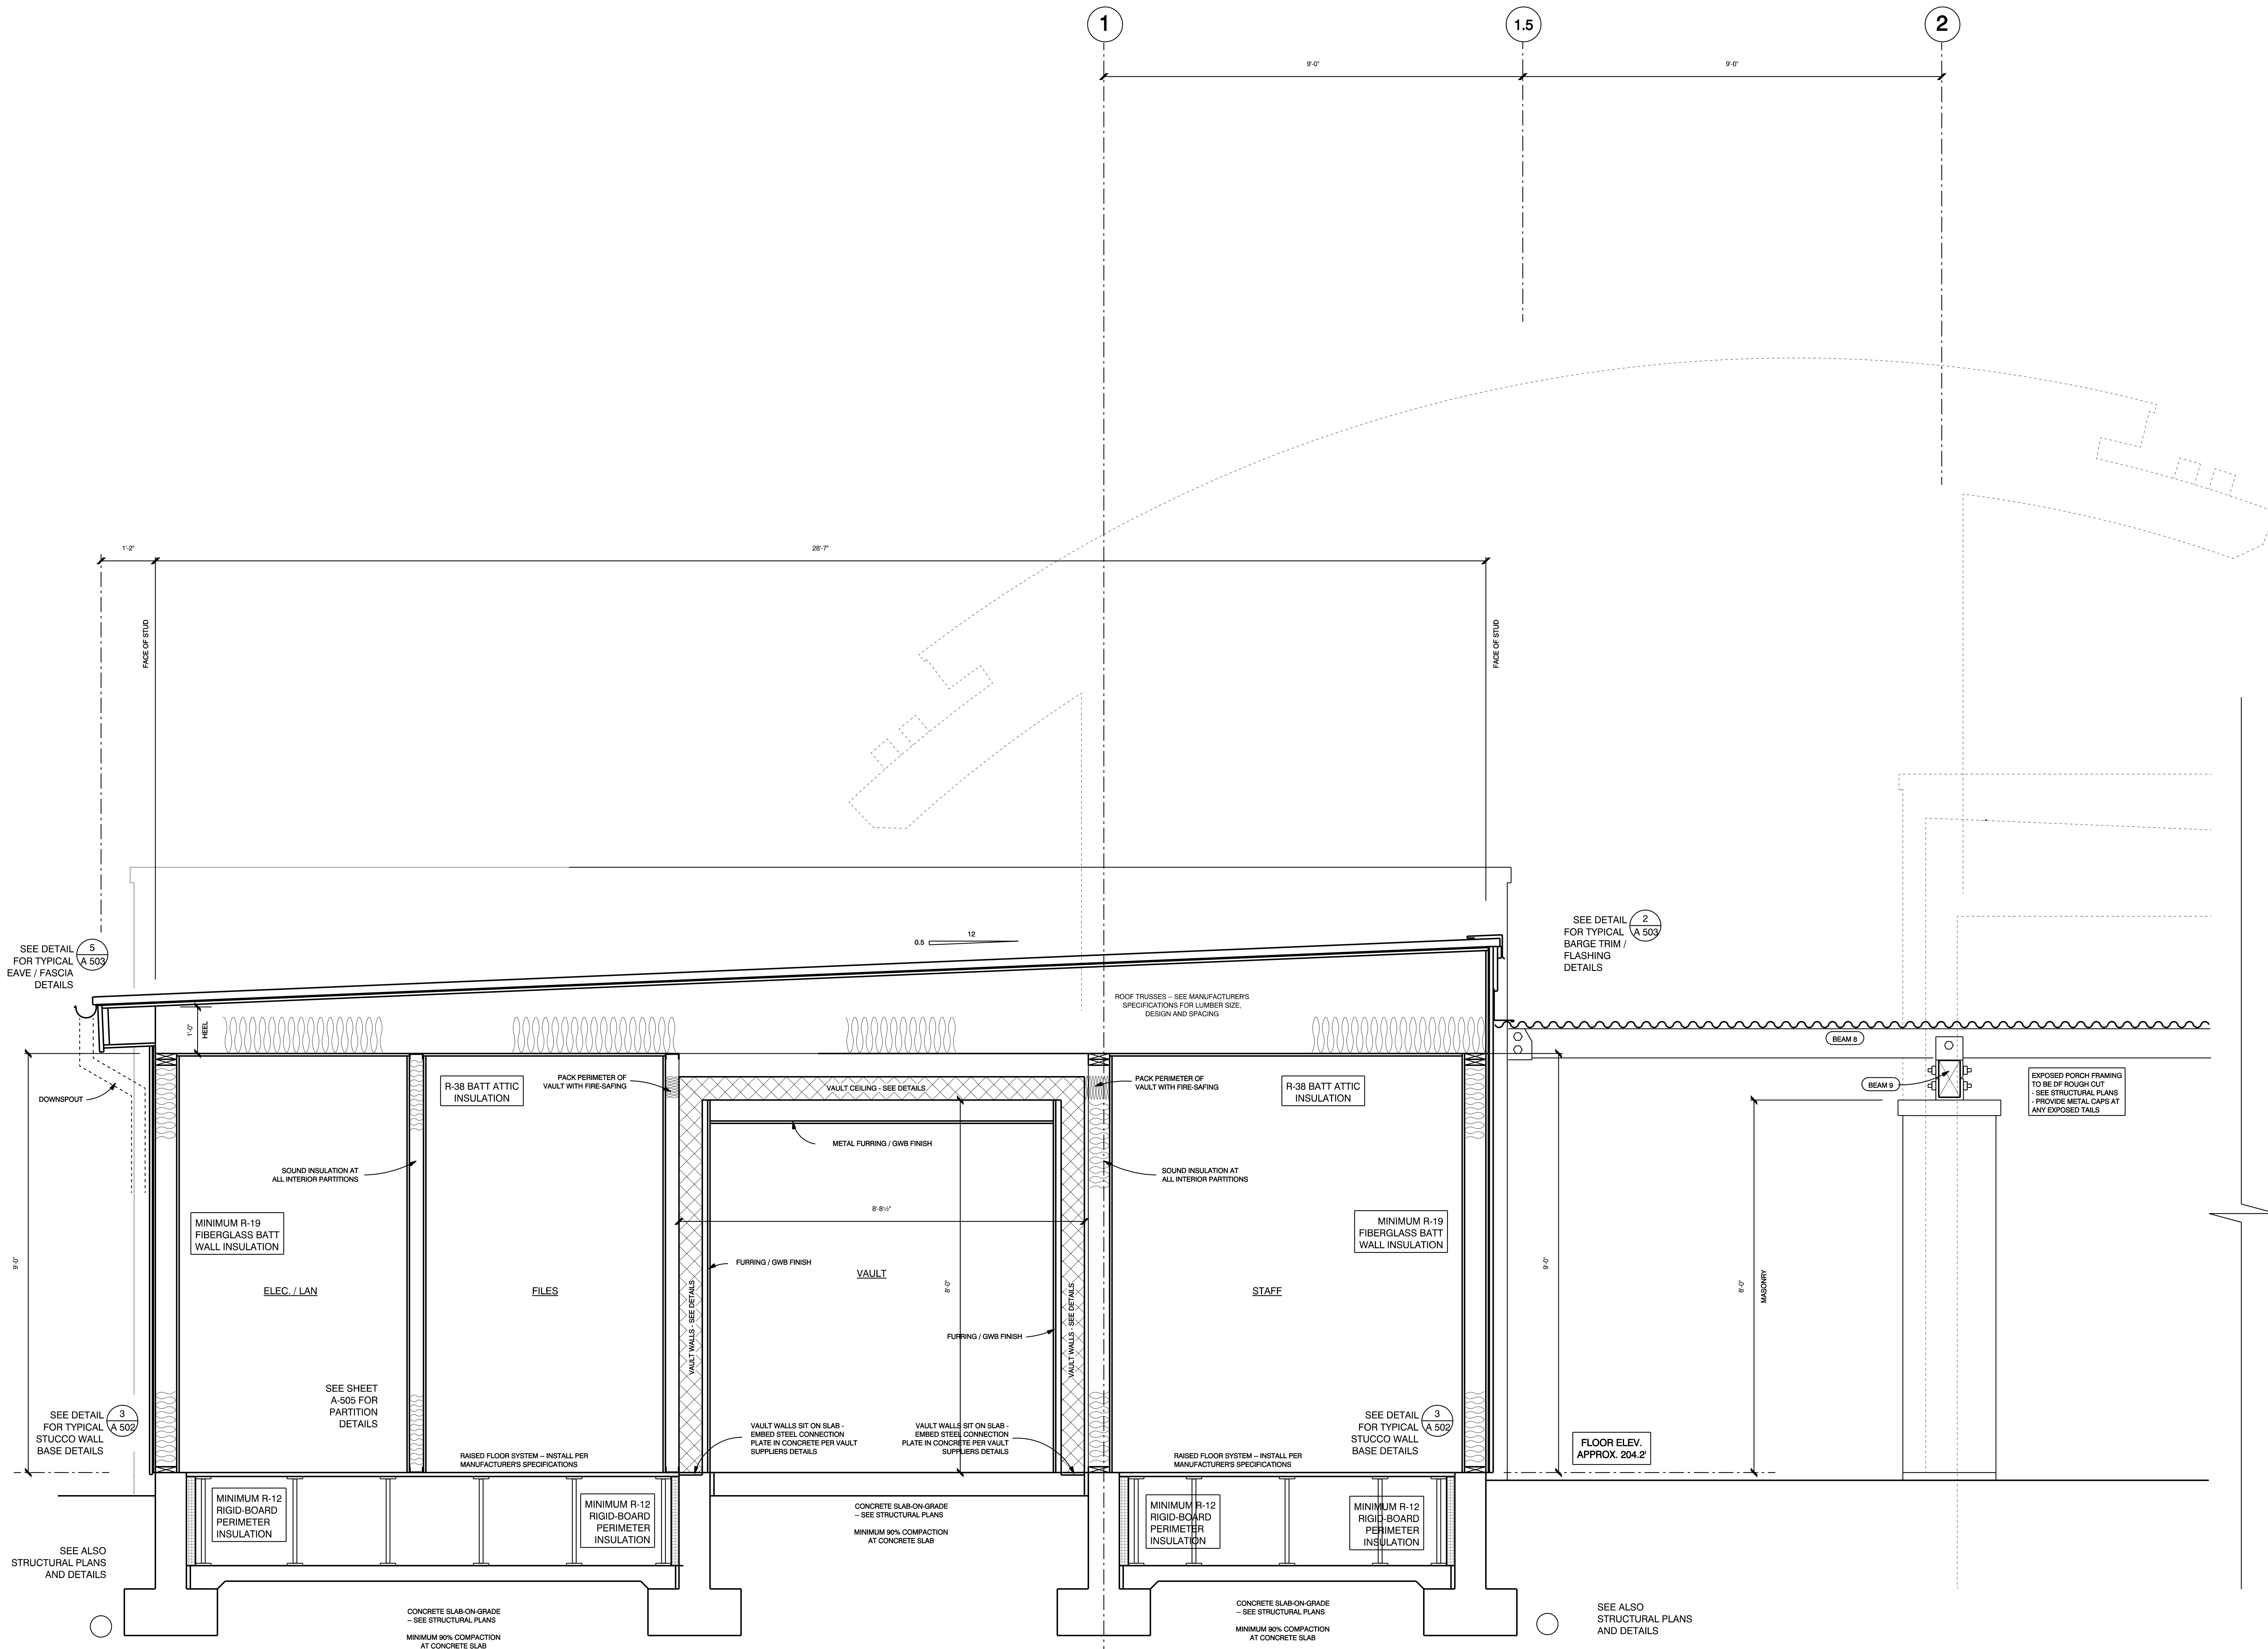 1
1.5
2
9'-0"
9'-0"
1'-2"
28'-7"
FACE OF STUD
FACE OF STUD
SEE DETAIL
FOR TYPICAL
EAVE / FASCIA
DETAILS
5
A 503
0.5
12
SEE DETAIL
FOR TYPICAL
BARGE TRIM /
FLASHING
DETAILS
2
A 503
ROOF TRUSSES -- SEE MANUFACTURER'S
SPECIFICATIONS FOR LUMBER SIZE,
DESIGN AND SPACING
1'-0"
HEEL
BEAM 8
DOWNSPOUT
R-38 BATT ATTIC
INSULATION
PACK PERIMETER OF
VAULT WITH FIRE-SAFING
VAULT CEILING - SEE DETAILS
PACK PERIMETER OF
VAULT WITH FIRE-SAFING
R-38 BATT ATTIC
INSULATION
BEAM 9
EXPOSED PORCH FRAMING
TO BE DF ROUGH CUT
- SEE STRUCTURAL PLANS
- PROVIDE METAL CAPS AT
ANY EXPOSED TAILS
METAL FURRING / GWB FINISH
SOUND INSULATION AT
ALL INTERIOR PARTITIONS
SOUND INSULATION AT
ALL INTERIOR PARTITIONS
8'-8½"
MINIMUM R-19
FIBERGLASS BATT
WALL INSULATION
MINIMUM R-19
FIBERGLASS BATT
WALL INSULATION
9'-0"
FURRING / GWB FINISH
VAULT
ELEC. / LAN
FILES
VAULT WALLS - SEE DETAILS
8'-0"
VAULT WALLS - SEE DETAILS
STAFF
9'-0"
8'-0"
MASONRY
FURRING / GWB FINISH
SEE SHEET
A-505 FOR
PARTITION
DETAILS
SEE DETAIL
FOR TYPICAL
STUCCO WALL
BASE DETAILS
3
A 502
VAULT WALLS SIT ON SLAB -
EMBED STEEL CONNECTION
PLATE IN CONCRETE PER VAULT
SUPPLIERS DETAILS
VAULT WALLS SIT ON SLAB -
EMBED STEEL CONNECTION
PLATE IN CONCRETE PER VAULT
SUPPLIERS DETAILS
SEE DETAIL
FOR TYPICAL
STUCCO WALL
BASE DETAILS
3
A 502
FLOOR ELEV.
APPROX. 204.2'
RAISED FLOOR SYSTEM -- INSTALL PER
MANUFACTURER'S SPECIFICATIONS
RAISED FLOOR SYSTEM -- INSTALL PER
MANUFACTURER'S SPECIFICATIONS
MINIMUM R-12
RIGID-BOARD
PERIMETER
INSULATION
MINIMUM R-12
RIGID-BOARD
PERIMETER
INSULATION
CONCRETE SLAB-ON-GRADE
-- SEE STRUCTURAL PLANS
MINIMUM 90% COMPACTION
AT CONCRETE SLAB
MINIMUM R-12
RIGID-BOARD
PERIMETER
INSULATION
MINIMUM R-12
RIGID-BOARD
PERIMETER
INSULATION
SEE ALSO
STRUCTURAL PLANS
AND DETAILS
CONCRETE SLAB-ON-GRADE
-- SEE STRUCTURAL PLANS
MINIMUM 90% COMPACTION
AT CONCRETE SLAB
CONCRETE SLAB-ON-GRADE
-- SEE STRUCTURAL PLANS
MINIMUM 90% COMPACTION
AT CONCRETE SLAB
SEE ALSO
STRUCTURAL PLANS
AND DETAILS